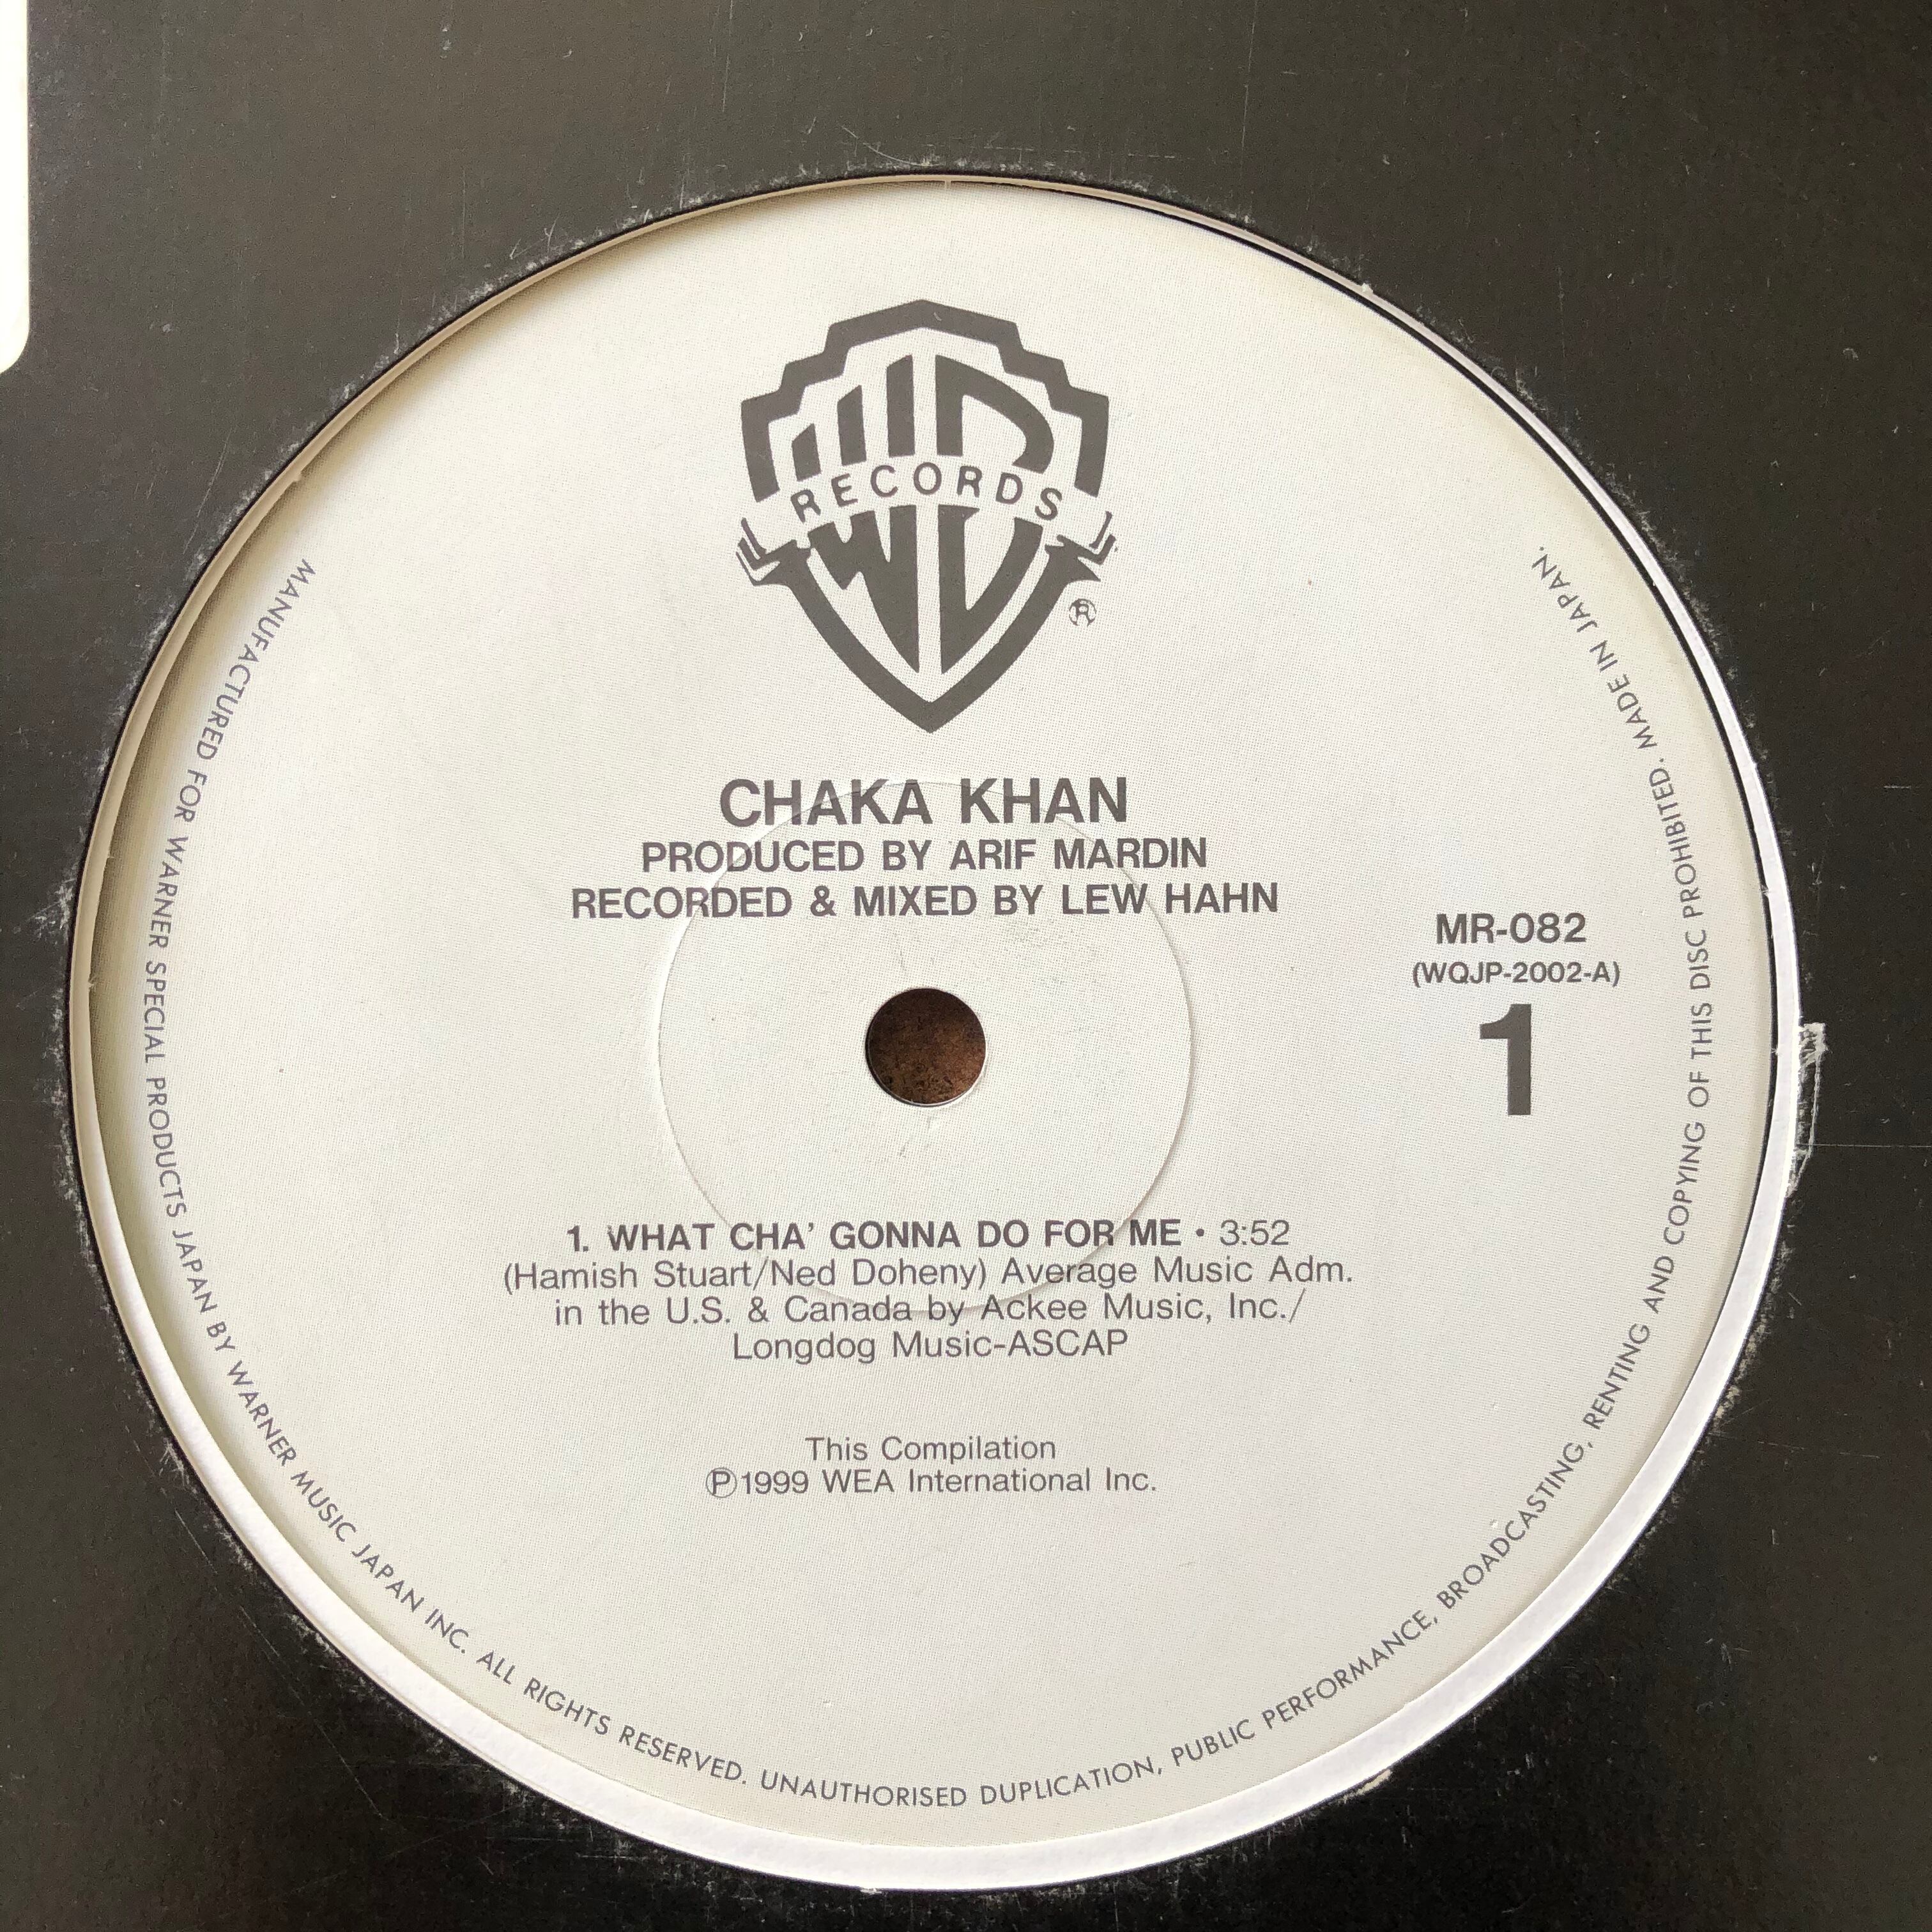 RECORDS
®
CHAKA KHAN
PRODUCED BY ARIF MARDIN
RECORDED & MIXED BY LEW HAHN
MR-082
(WQJP-2002-A)
1
1. WHAT CHA' GONNA DO FOR ME • 3:52
(Hamish Stuart/Ned Doheny) Average Music Adm.
in the U.S. & Canada by Ackee Music, Inc./
Longdog Music-ASCAP
This Compilation
℗1999 WEA International Inc.
MANUFACTURED FOR WARNER SPECIAL PRODUCTS JAPAN BY WARNER MUSIC JAPAN INC. ALL RIGHTS RESERVED. UNAUTHORISED DUPLICATION, PUBLIC PERFORMANCE, BROADCASTING, RENTING AND COPYING OF THIS DISC PROHIBITED. MADE IN JAPAN.